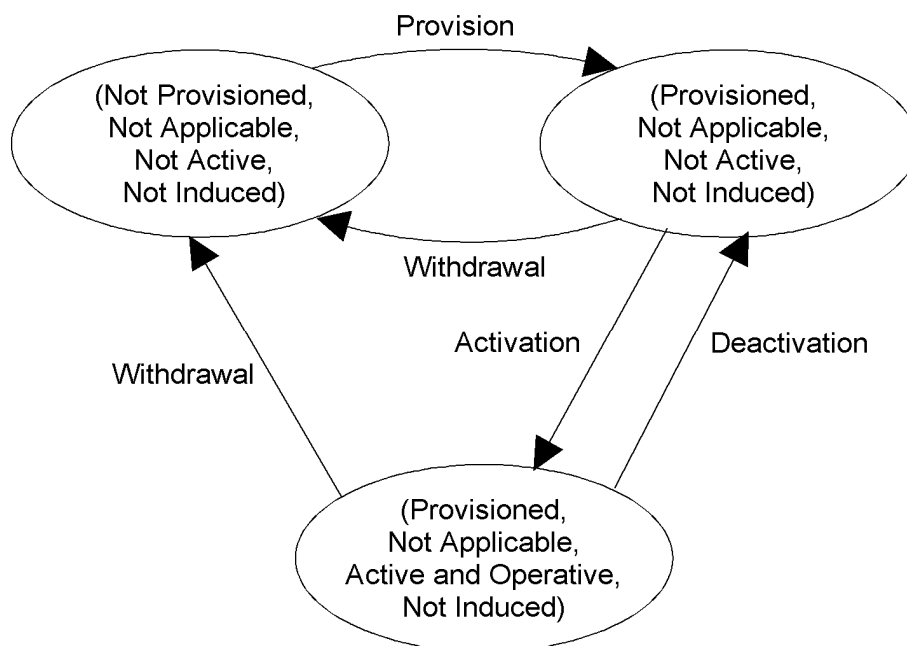 Provision
(Not Provisioned,
Not Applicable,
Not Active,
Not Induced)
(Provisioned,
Not Applicable,
Not Active,
Not Induced)
Withdrawal
Activation
Deactivation
Withdrawal
(Provisioned,
Not Applicable,
Active and Operative,
Not Induced)